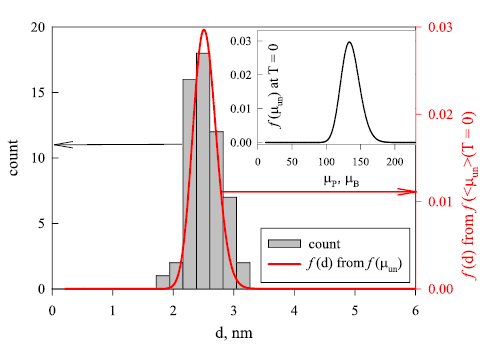 20
15
10
5
0
count
0 1 2 3 4 5 6
d, nm
0.03
0.02
0.01
0.00
f (d) from f (<μun>(T = 0)
0.03
0.02
0.01
0.00
f (μun) at T = 0
0 100 200
μP, μB
count
f (d) from f (μun)